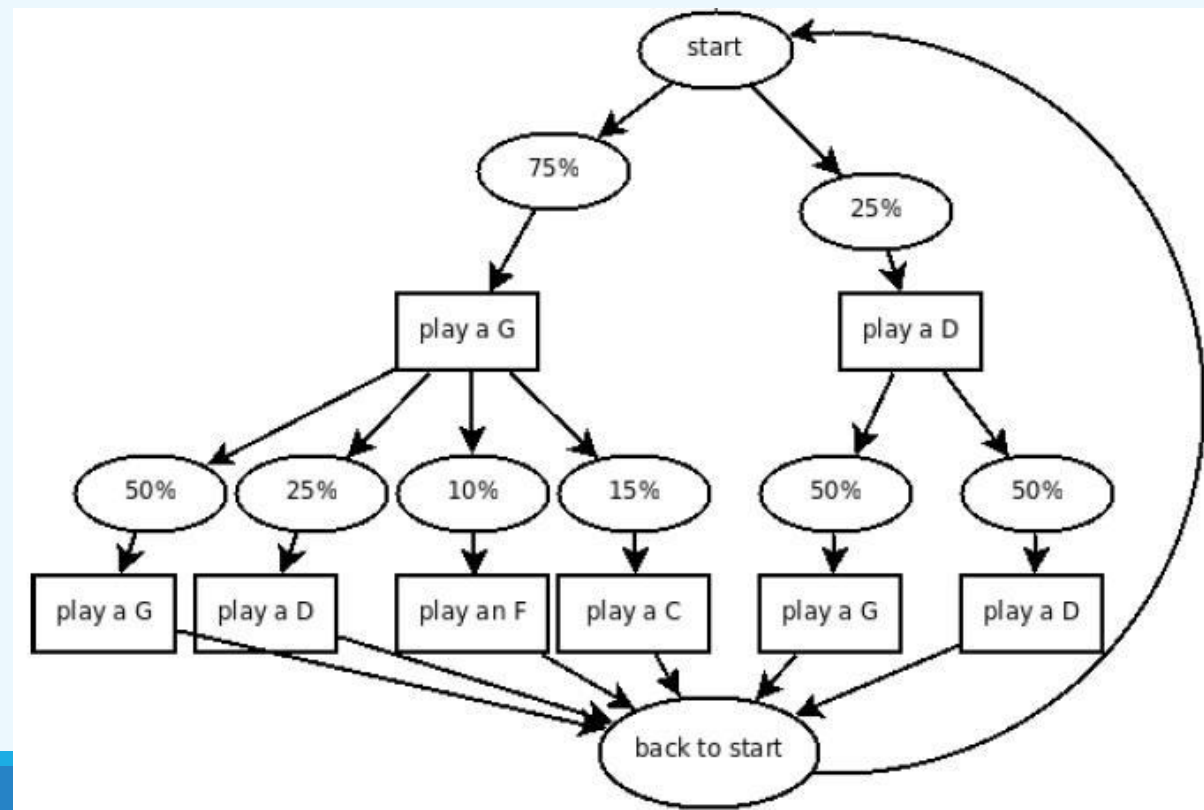 start
75%
25%
play a G
play a D
50%
25%
10%
15%
50%
50%
play a G
play a D
play an F
play a C
play a G
play a D
back to start